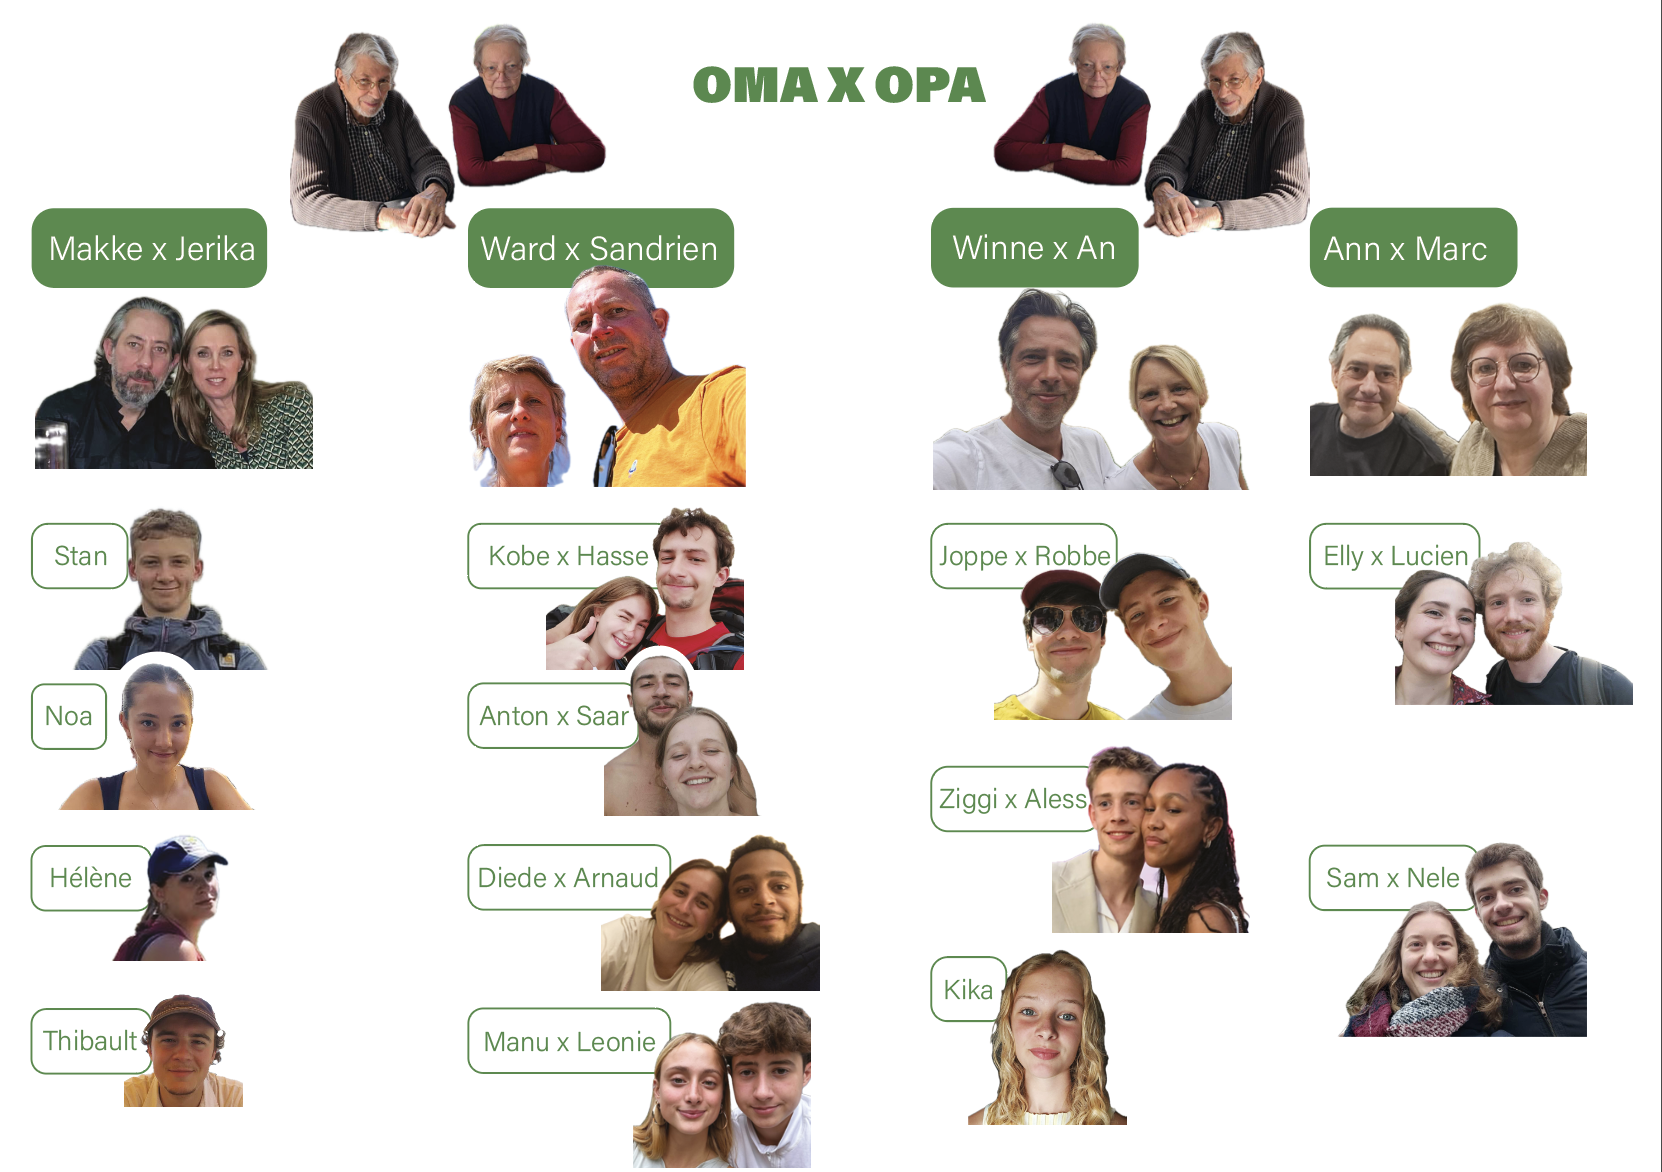 OMA X OPA
Makke x Jerika
Ward x Sandrien
Winne x An
Ann x Marc
Stan
Kobe x Hasse
Joppe x Robbe
Elly x Lucien
Noa
Anton x Saar
Ziggi x Aless
Hélène
Diede x Arnaud
Sam x Nele
Kika
Thibault
Manu x Leonie